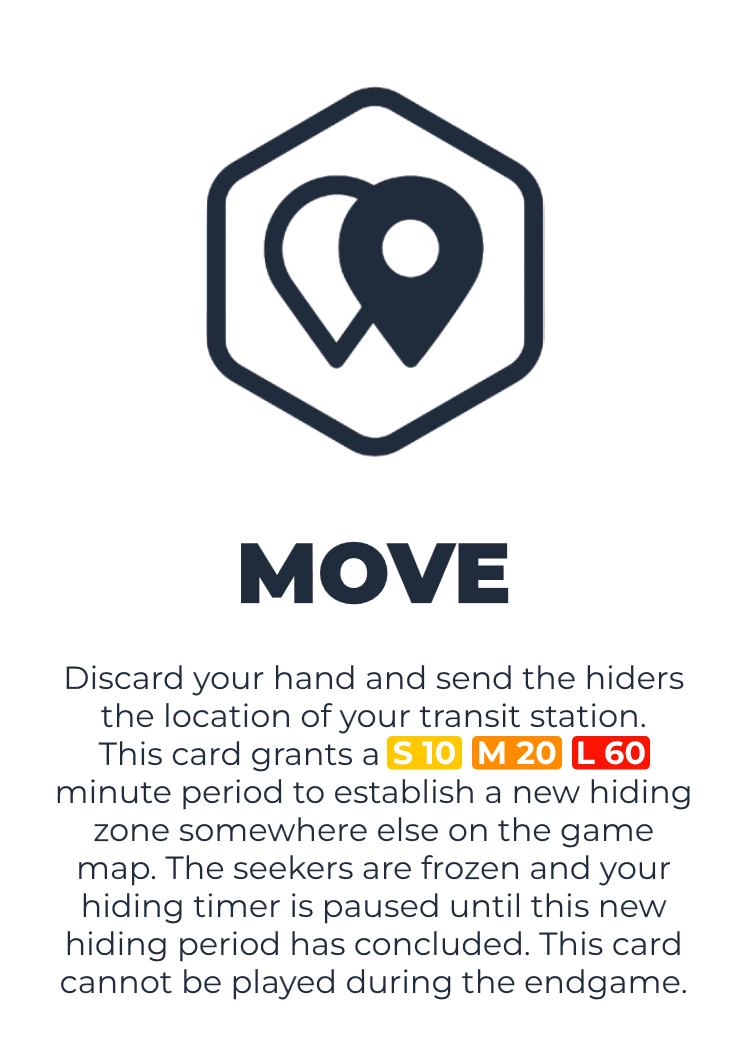 MOVE
Discard your hand and send the hiders
the location of your transit station.
This card grants a S 10 M 20 L 60
minute period to establish a new hiding
zone somewhere else on the game
map. The seekers are frozen and your
hiding timer is paused until this new
hiding period has concluded. This card
cannot be played during the endgame.